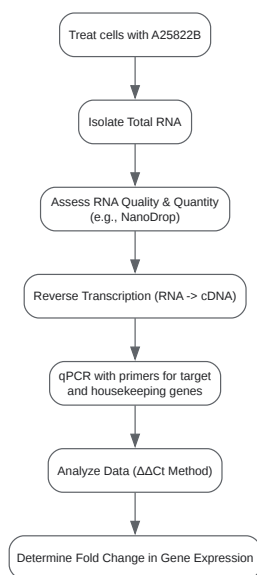 Treat cells with A25822B
Isolate Total RNA
Assess RNA Quality & Quantity
(e.g., NanoDrop)
Reverse Transcription (RNA -> cDNA)
qPCR with primers for target
and housekeeping genes
Analyze Data (ΔΔCt Method)
Determine Fold Change in Gene Expression